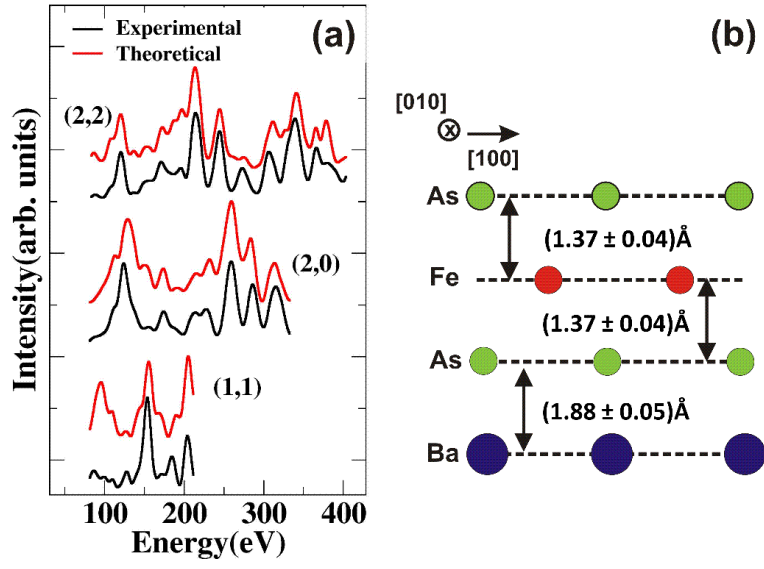 (a)
Experimental
Theoretical
(2,2)
(2,0)
(1,1)
Intensity(arb. units)
100 200 300 400
Energy(eV)
(b)
[010]
x
[100]
As
(1.37 ± 0.04)Å
Fe
(1.37 ± 0.04)Å
As
(1.88 ± 0.05)Å
Ba